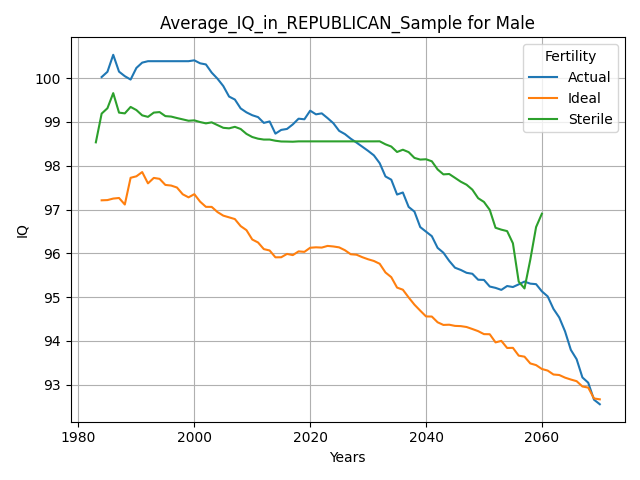 Average_IQ_in_REPUBLICAN_Sample for Male
Fertility
Actual
Ideal
Sterile
IQ
100
99
98
97
96
95
94
93
1980
2000
2020
2040
2060
Years